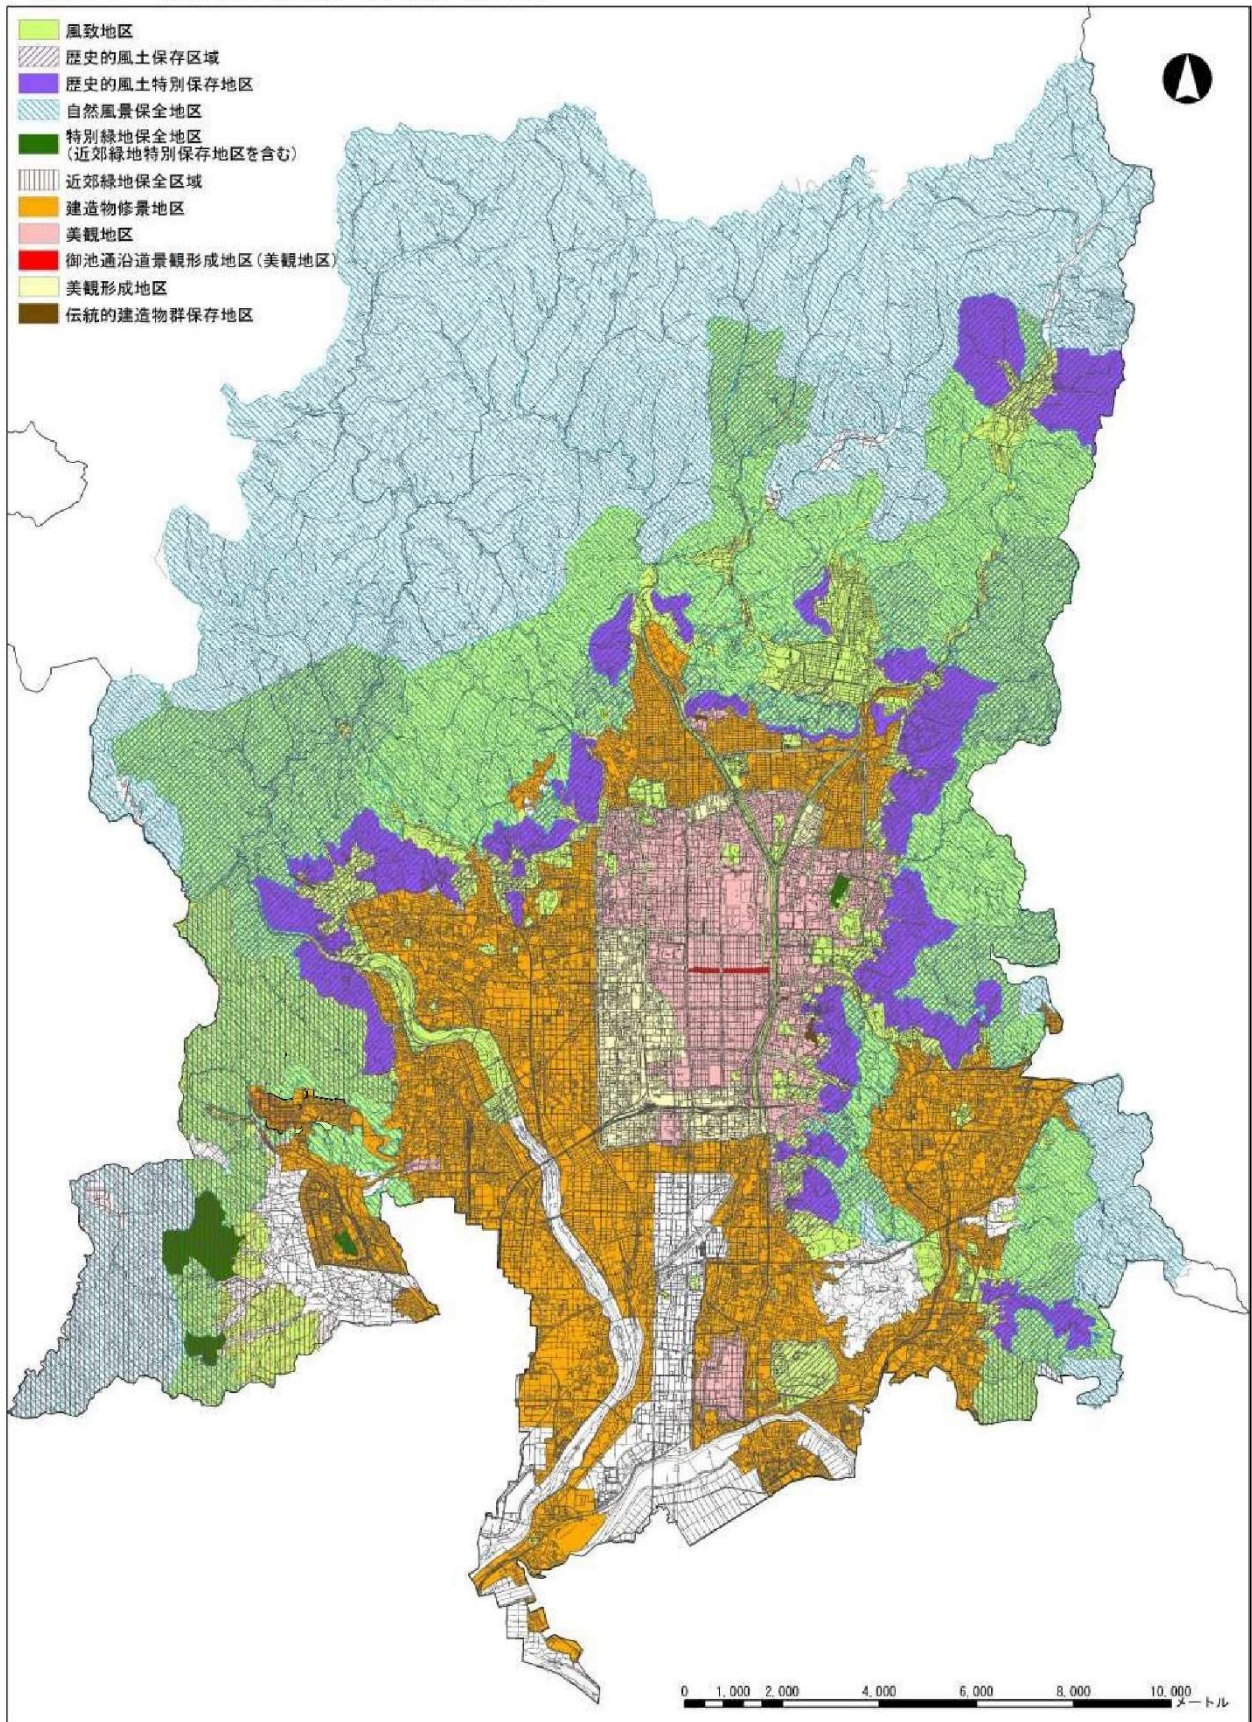 風致地区
歴史的風土保存区域
歴史的風土特別保存地区
自然風景保全地区
特別緑地保全地区
(近郊緑地特別保存地区を含む)
近郊緑地保全区域
建造物修景地区
美観地区
御池通沿道景観形成地区(美観地区)
美観形成地区
伝統的建造物群保存地区
0 1,000 2,000 4,000 6,000 8,000 10,000
メートル